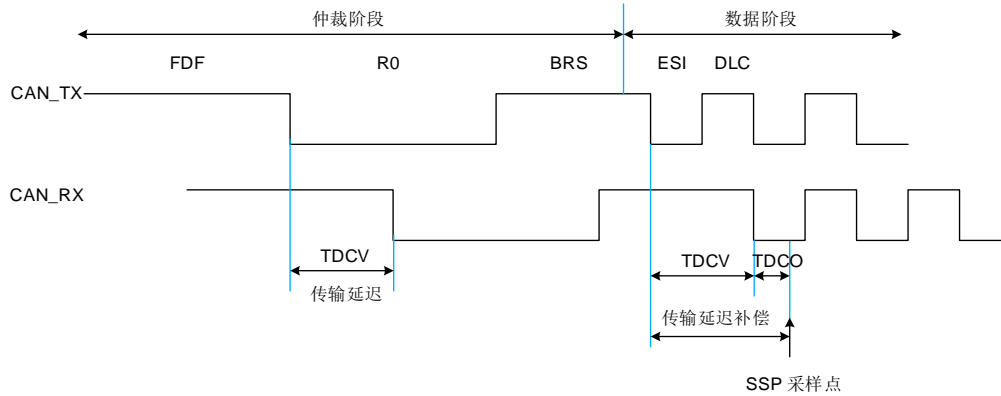 仲裁阶段 数据阶段
FDF R0 BRS ESI DLC
CAN_TX
CAN_RX
TDCV TDCV TDCO
传输延迟 传输延迟补偿
SSP 采样点